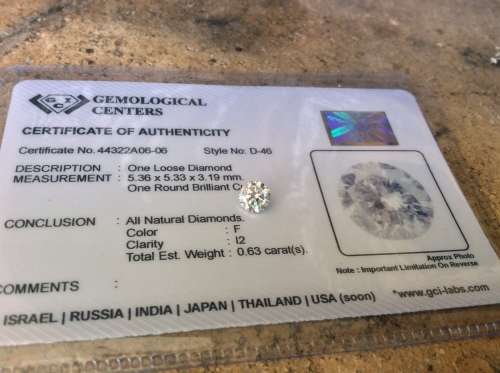 GCI
GEMOLOGICAL
CENTERS
CERTIFICATE OF AUTHENTICITY
Certificate No. 44322A06-06 Style No: D-46
DESCRIPTION : One Loose Diamond
MEASUREMENT : 5.36 x 5.33 x 3.19 mm.
One Round Brilliant
CONCLUSION : All Natural Diamonds.
Color : F
Clarity : I2
Total Est. Weight : 0.63 carat(s).
Approx Photo
Note : Important Limitation On Reverse
COMMENTS :
*www.gci-labs.com
ISRAEL | RUSSIA | INDIA | JAPAN | THAILAND | USA (soon)